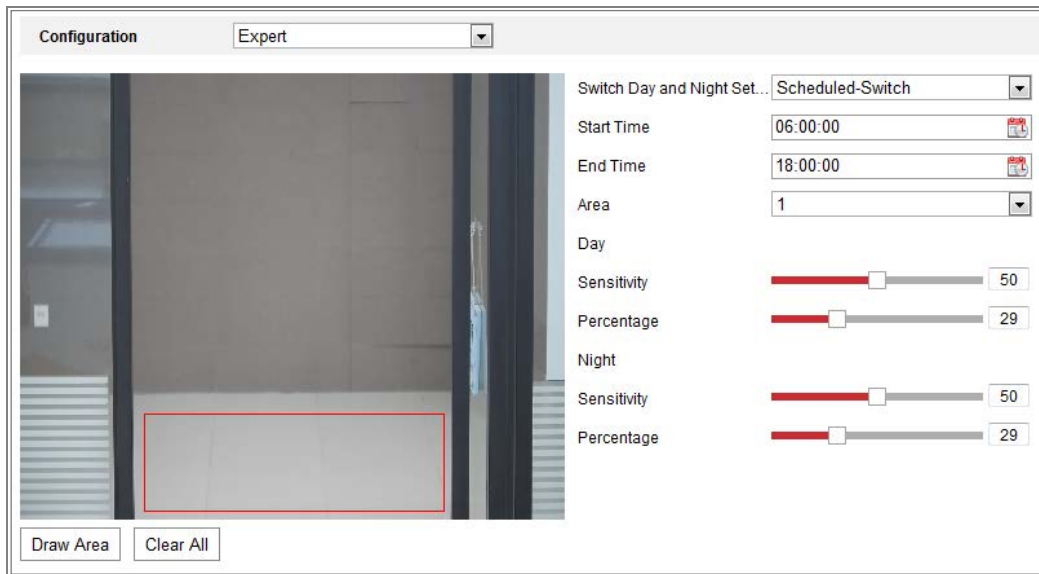 Configuration Expert
Switch Day and Night Set... Scheduled-Switch
Start Time 06:00:00
End Time 18:00:00
Area 1
Day
Sensitivity 50
Percentage 29
Night
Sensitivity 50
Percentage 29
Draw Area Clear All